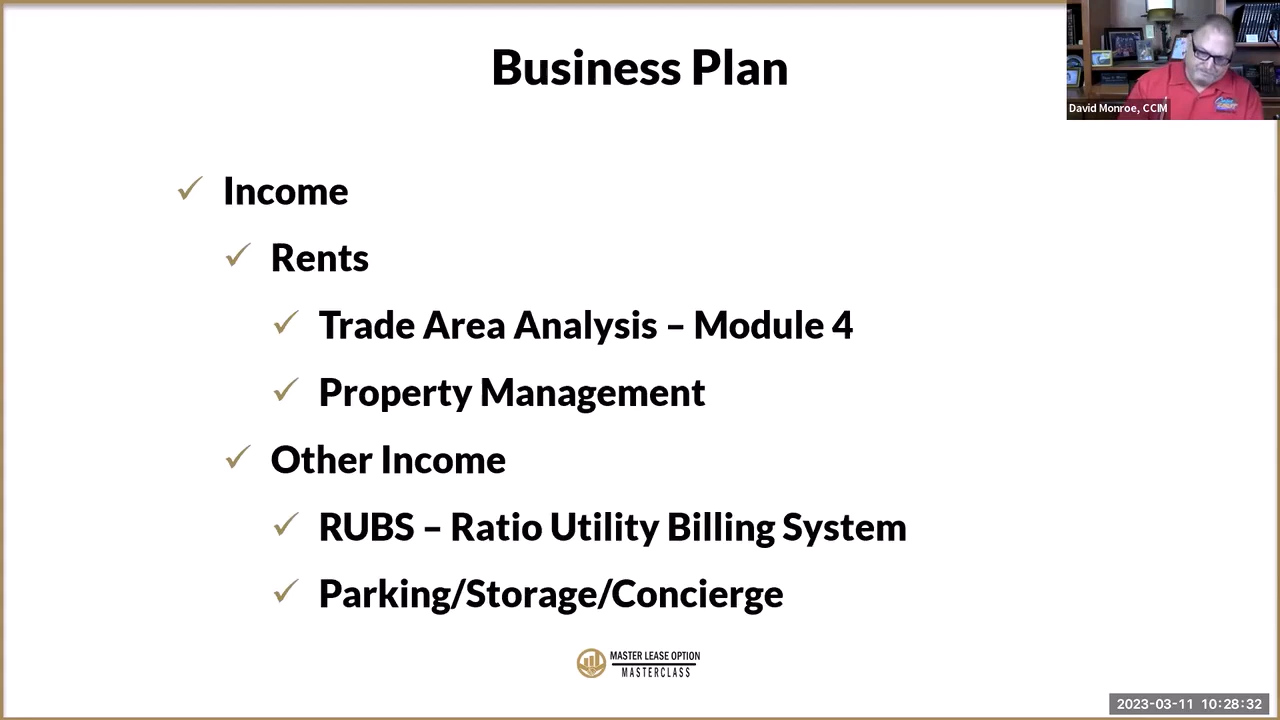 Business Plan
David Monroe, CCIM
Income
Rents
Trade Area Analysis – Module 4
Property Management
Other Income
RUBS – Ratio Utility Billing System
Parking/Storage/Concierge
MASTER LEASE OPTION
MASTERCLASS
2023-03-11 10:28:32